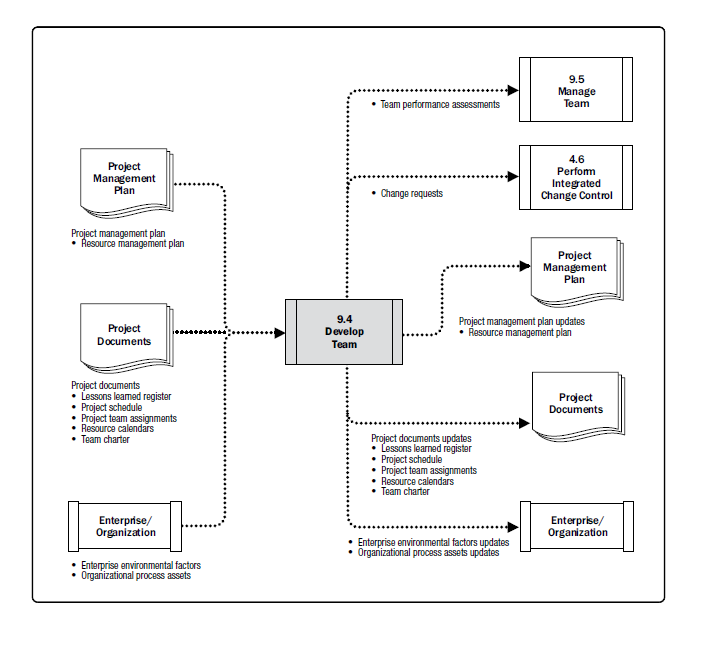 9.5
Manage
Team
• Team performance assessments
4.6
Perform
Integrated
Change Control
• Change requests
Project
Management
Plan
Project management plan
• Resource management plan
Project
Management
Plan
Project management plan updates
• Resource management plan
9.4
Develop
Team
Project
Documents
Project documents
• Lessons learned register
• Project schedule
• Project team assignments
• Resource calendars
• Team charter
Project
Documents
Project documents updates
• Lessons learned register
• Project schedule
• Project team assignments
• Resource calendars
• Team charter
Enterprise/
Organization
• Enterprise environmental factors
• Organizational process assets
Enterprise/
Organization
• Enterprise environmental factors updates
• Organizational process assets updates